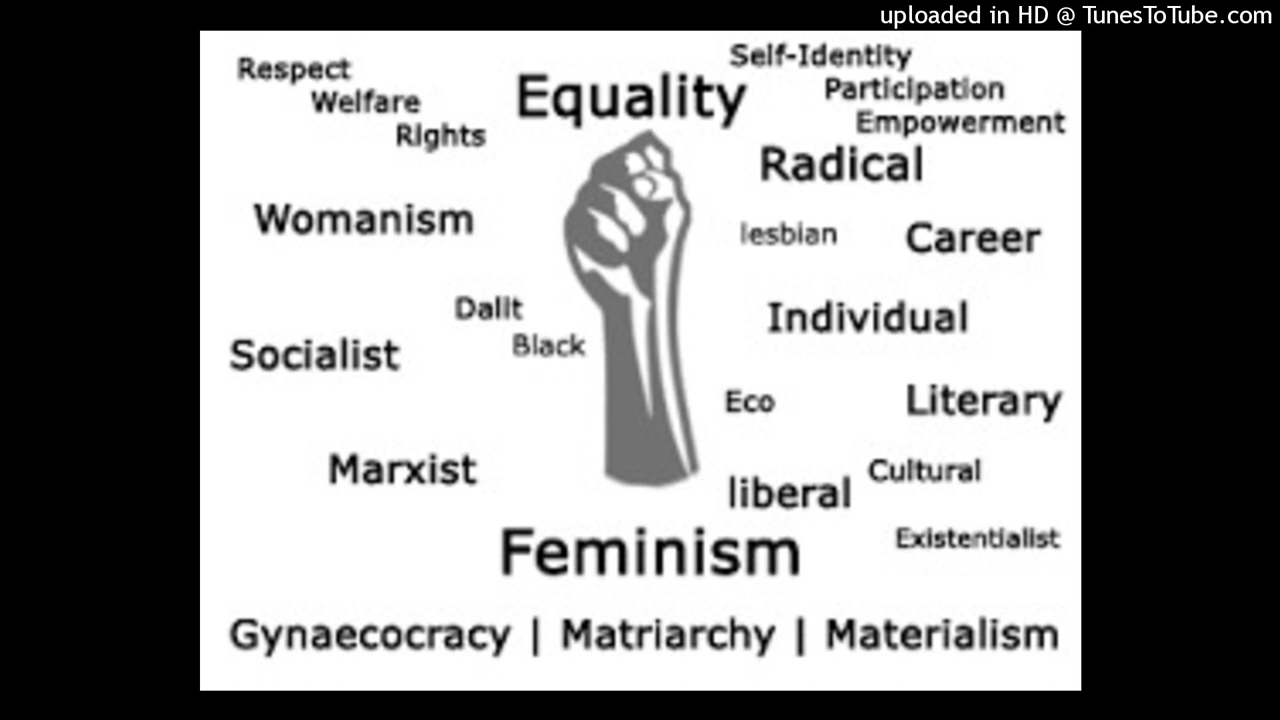 uploaded in HD @ TunesToTube.com
Respect
Welfare
Rights
Equality
Self-Identity
Participation
Empowerment
Radical
Womanism
lesbian
Career
Dalit
Black
Individual
Socialist
Eco
Literary
Marxist
liberal
Cultural
Existentialist
Feminism
Gynaecocracy | Matriarchy | Materialism